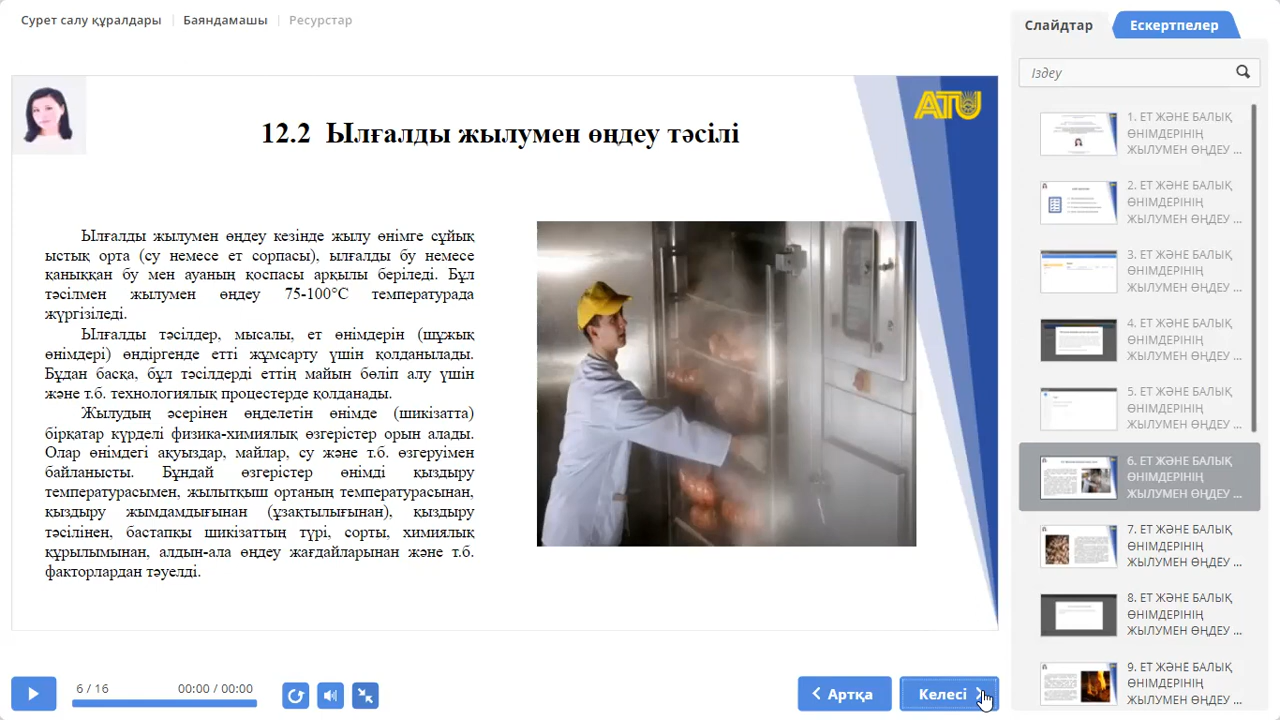 Сурет салу құралдары
Баяндамашы
Ресурстар
Слайдтар
Ескертпелер
Іздеу
ATU
12.2 Ылғалды жылумен өңдеу тәсілі
Ылғалды жылумен өңдеу кезінде жылу өнімге сұйық
ыстық орта (су немесе ет сорпасы), ылғалды бу немесе
қаныққан бу мен ауаның қоспасы арқылы беріледі. Бұл
тәсілмен жылумен өңдеу 75-100°С температурада
жүргізіледі.
Ылғалды тәсілдер, мысалы, ет өнімдерін (шұжық
өнімдері) өндіргенде етті жұмсарту үшін қолданылады.
Бұдан басқа, бұл тәсілдерді еттің майын бөліп алу үшін
және т.б. технологиялық процестерде қолданады.
Жылудың әсерінен өңделетін өнімде (шикізатта)
бірқатар күрделі физика-химиялық өзгерістер орын алады.
Олар өнімдегі ақуыздар, майлар, су және т.б. өзгеруімен
байланысты. Бұндай өзгерістер өнімді қыздыру
температурасымен, жылытқыш ортаның температурасынан,
қыздыру жымдамдығынан (ұзақтылығынан), қыздыру
тәсілінен, бастапқы шикізаттың түрі, сорты, химиялық
құрылымынан, алдын-ала өңдеу жағдайларынан және т.б.
факторлардан тәуелді.
1. ЕТ ЖӘНЕ БАЛЫҚ
ӨНІМДЕРІНІҢ
ЖЫЛУМЕН ӨҢДЕУ ...
2. ЕТ ЖӘНЕ БАЛЫҚ
ӨНІМДЕРІНІҢ
ЖЫЛУМЕН ӨҢДЕУ ...
3. ЕТ ЖӘНЕ БАЛЫҚ
ӨНІМДЕРІНІҢ
ЖЫЛУМЕН ӨҢДЕУ ...
4. ЕТ ЖӘНЕ БАЛЫҚ
ӨНІМДЕРІНІҢ
ЖЫЛУМЕН ӨҢДЕУ ...
5. ЕТ ЖӘНЕ БАЛЫҚ
ӨНІМДЕРІНІҢ
ЖЫЛУМЕН ӨҢДЕУ ...
6. ЕТ ЖӘНЕ БАЛЫҚ
ӨНІМДЕРІНІҢ
ЖЫЛУМЕН ӨҢДЕУ ...
7. ЕТ ЖӘНЕ БАЛЫҚ
ӨНІМДЕРІНІҢ
ЖЫЛУМЕН ӨҢДЕУ ...
8. ЕТ ЖӘНЕ БАЛЫҚ
ӨНІМДЕРІНІҢ
ЖЫЛУМЕН ӨҢДЕУ ...
9. ЕТ ЖӘНЕ БАЛЫҚ
ӨНІМДЕРІНІҢ
ЖЫЛУМЕН ӨҢДЕУ ...
6 / 16
00:00 / 00:00
Артқа
Келесі